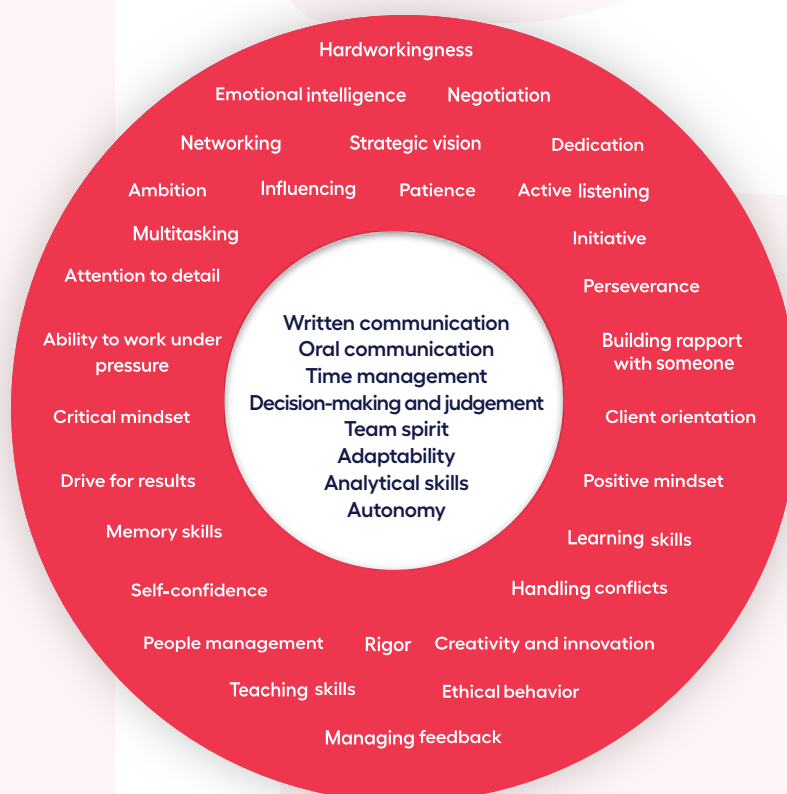 Hardworkingness
Emotional intelligence Negotiation
Networking Strategic vision Dedication
Ambition Influencing Patience Active listening
Multitasking Initiative
Attention to detail
Perseverance
Ability to work under
pressure
Building rapport
with someone
Written communication
Oral communication
Time management
Decision-making and judgement
Team spirit
Adaptability
Analytical skills
Autonomy
Critical mindset Client orientation
Drive for results Positive mindset
Memory skills Learning skills
Self-confidence Handling conflicts
People management Rigor Creativity and innovation
Teaching skills Ethical behavior
Managing feedback